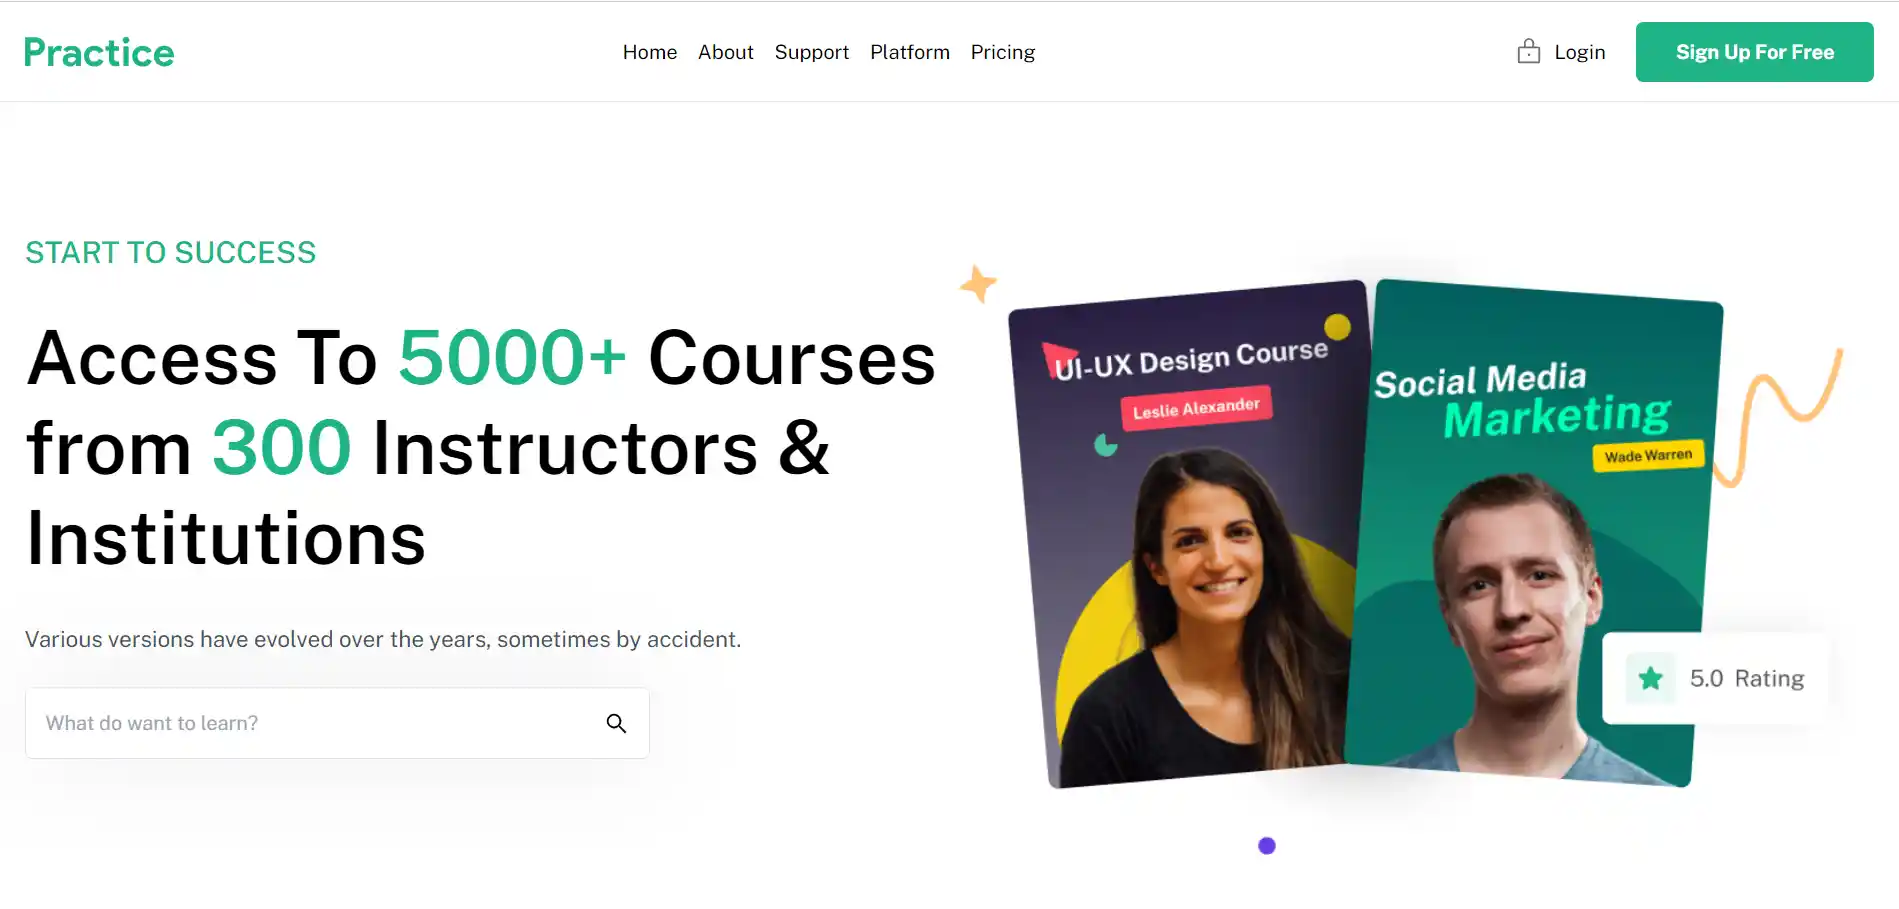 Practice
Home About Support Platform Pricing
Login
Sign Up For Free
START TO SUCCESS
Access To 5000+ Courses
from 300 Instructors &
Institutions
Various versions have evolved over the years, sometimes by accident.
What do want to learn?
UI-UX Design Course
Leslie Alexander
Social Media
Marketing
Wade Warren
5.0 Rating